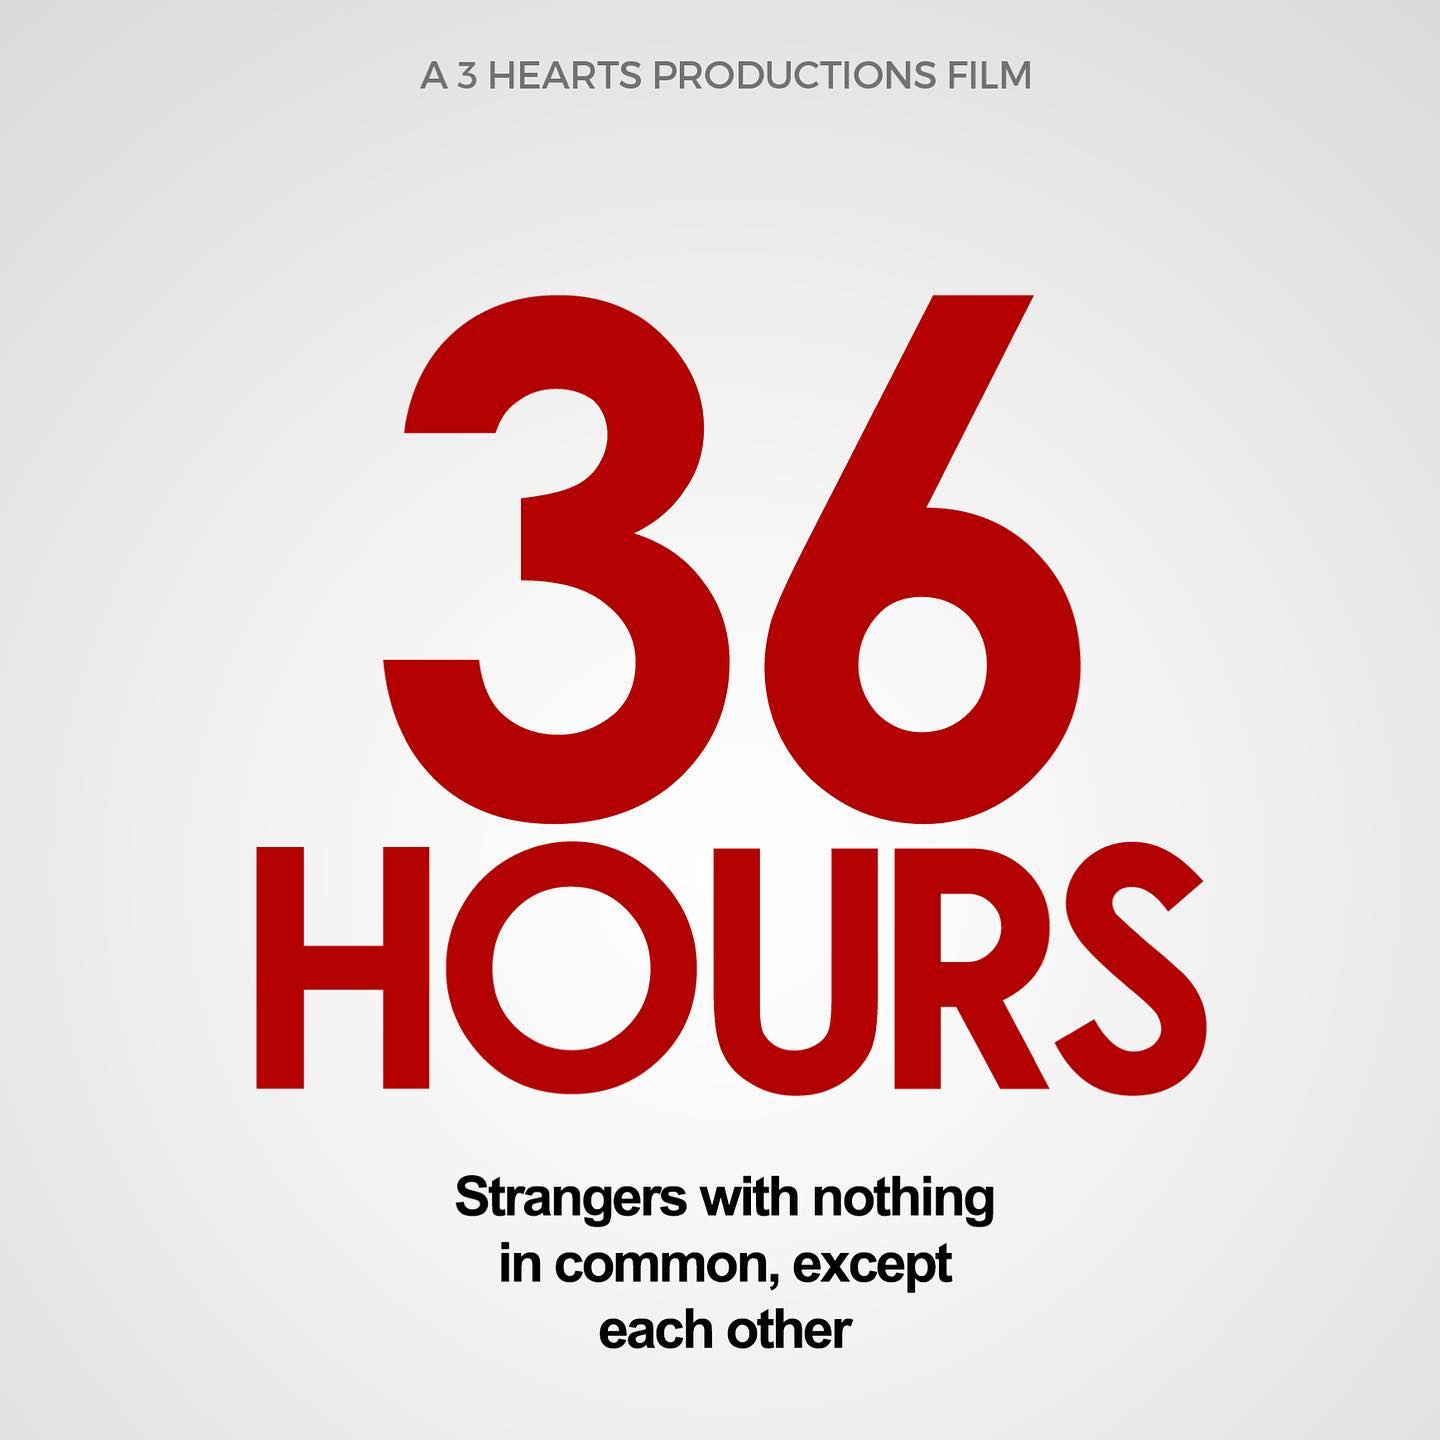 A 3 HEARTS PRODUCTIONS FILM
36
HOURS
Strangers with nothing
in common, except
each other